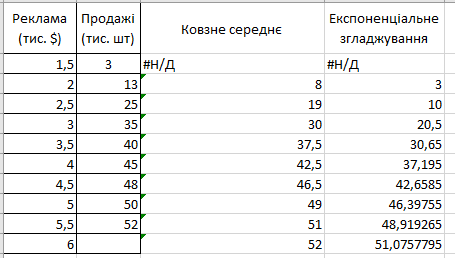 Реклама (тис. $) Продажі (тис. шт) Ковзне середнє Експоненціальне згладжування
1,5 3 #Н/Д #Н/Д
2 13 8 3
2,5 25 19 10
3 35 30 20,5
3,5 40 37,5 30,65
4 45 42,5 37,195
4,5 48 46,5 42,6585
5 50 49 46,39755
5,5 52 51 48,919265
6 52 51,0757795